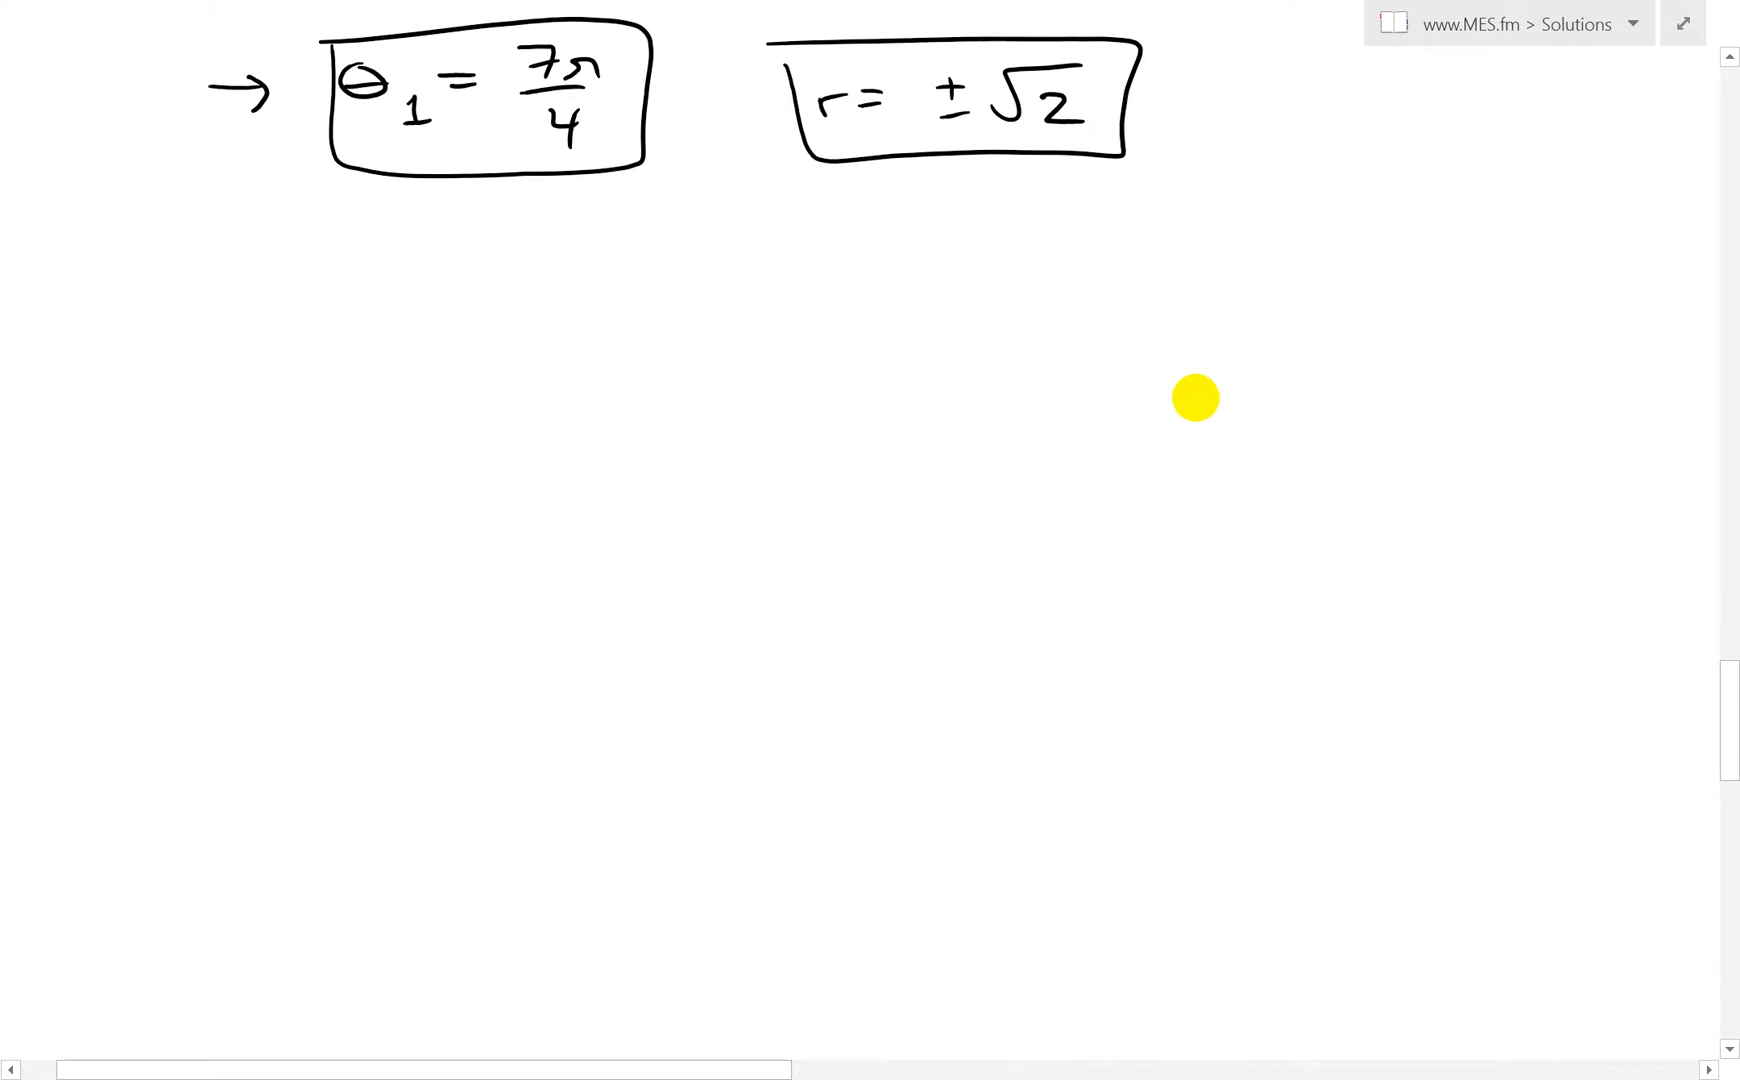 www.MES.fm > Solutions
→ θ₁ = 7π/4    r = ± √2